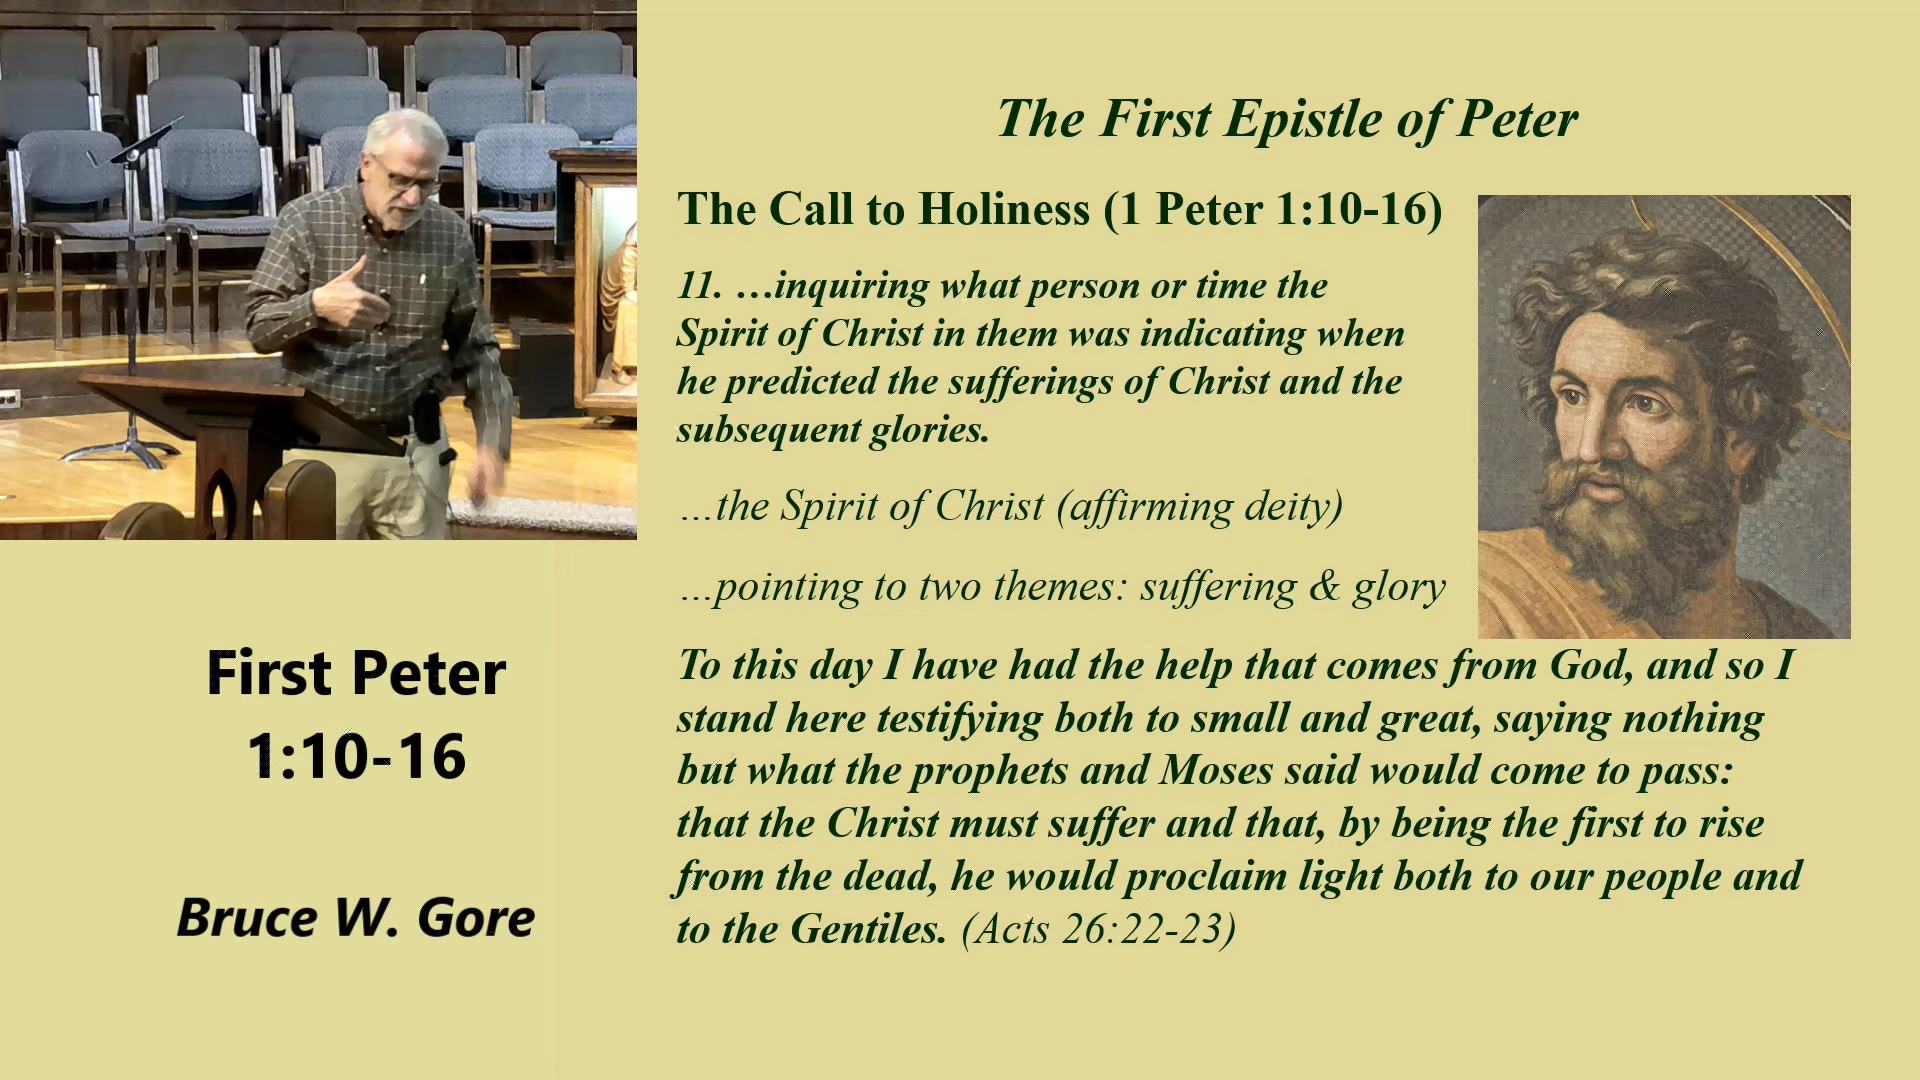 The First Epistle of Peter
The Call to Holiness (1 Peter 1:10-16)
11. …inquiring what person or time the
Spirit of Christ in them was indicating when
he predicted the sufferings of Christ and the
subsequent glories.
…the Spirit of Christ (affirming deity)
…pointing to two themes: suffering & glory
To this day I have had the help that comes from God, and so I
stand here testifying both to small and great, saying nothing
but what the prophets and Moses said would come to pass:
that the Christ must suffer and that, by being the first to rise
from the dead, he would proclaim light both to our people and
to the Gentiles. (Acts 26:22-23)
First Peter
1:10-16
Bruce W. Gore